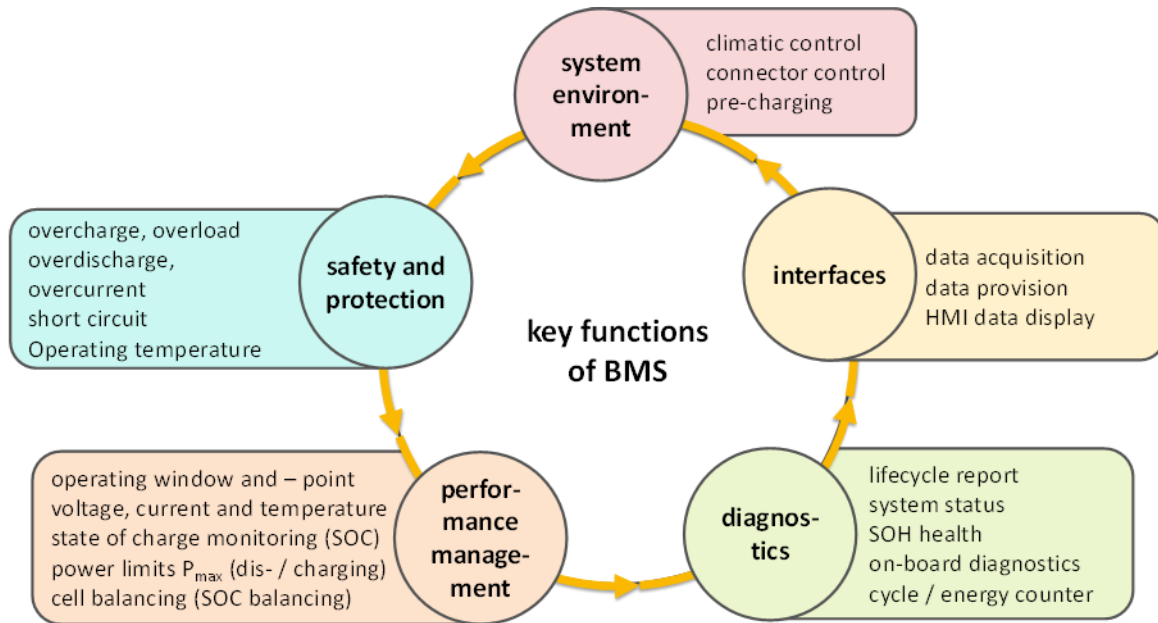 system
environ-
ment
climatic control
connector control
pre-charging
safety and
protection
overcharge, overload
overdischarge,
overcurrent
short circuit
Operating temperature
key functions
of BMS
interfaces
data acquisition
data provision
HMI data display
perfor-
mance
manage-
ment
operating window and – point
voltage, current and temperature
state of charge monitoring (SOC)
power limits Pmax (dis- / charging)
cell balancing (SOC balancing)
diagnos-
tics
lifecycle report
system status
SOH health
on-board diagnostics
cycle / energy counter